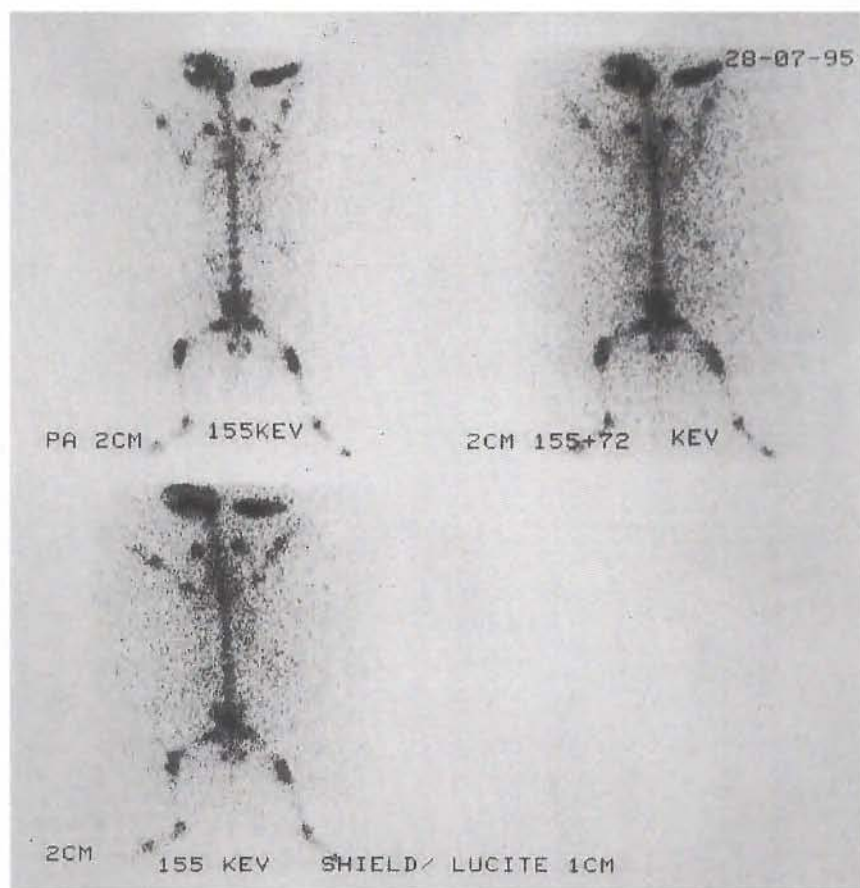 28-07-95
PA 2CM 155KEV
2CM 155+72 KEV
2CM 155 KEV SHIELD/ LUCITE 1CM